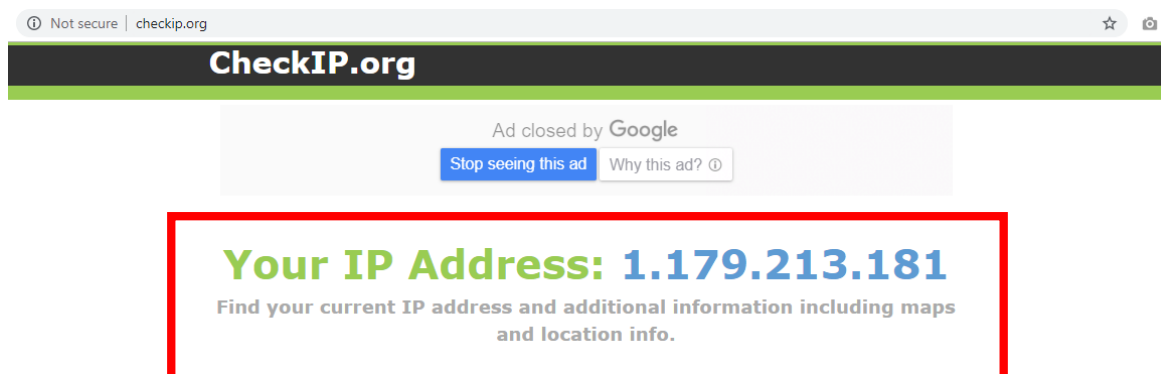 Not secure | checkip.org
CheckIP.org
Ad closed by Google
Stop seeing this ad Why this ad?
Your IP Address: 1.179.213.181
Find your current IP address and additional information including maps
and location info.